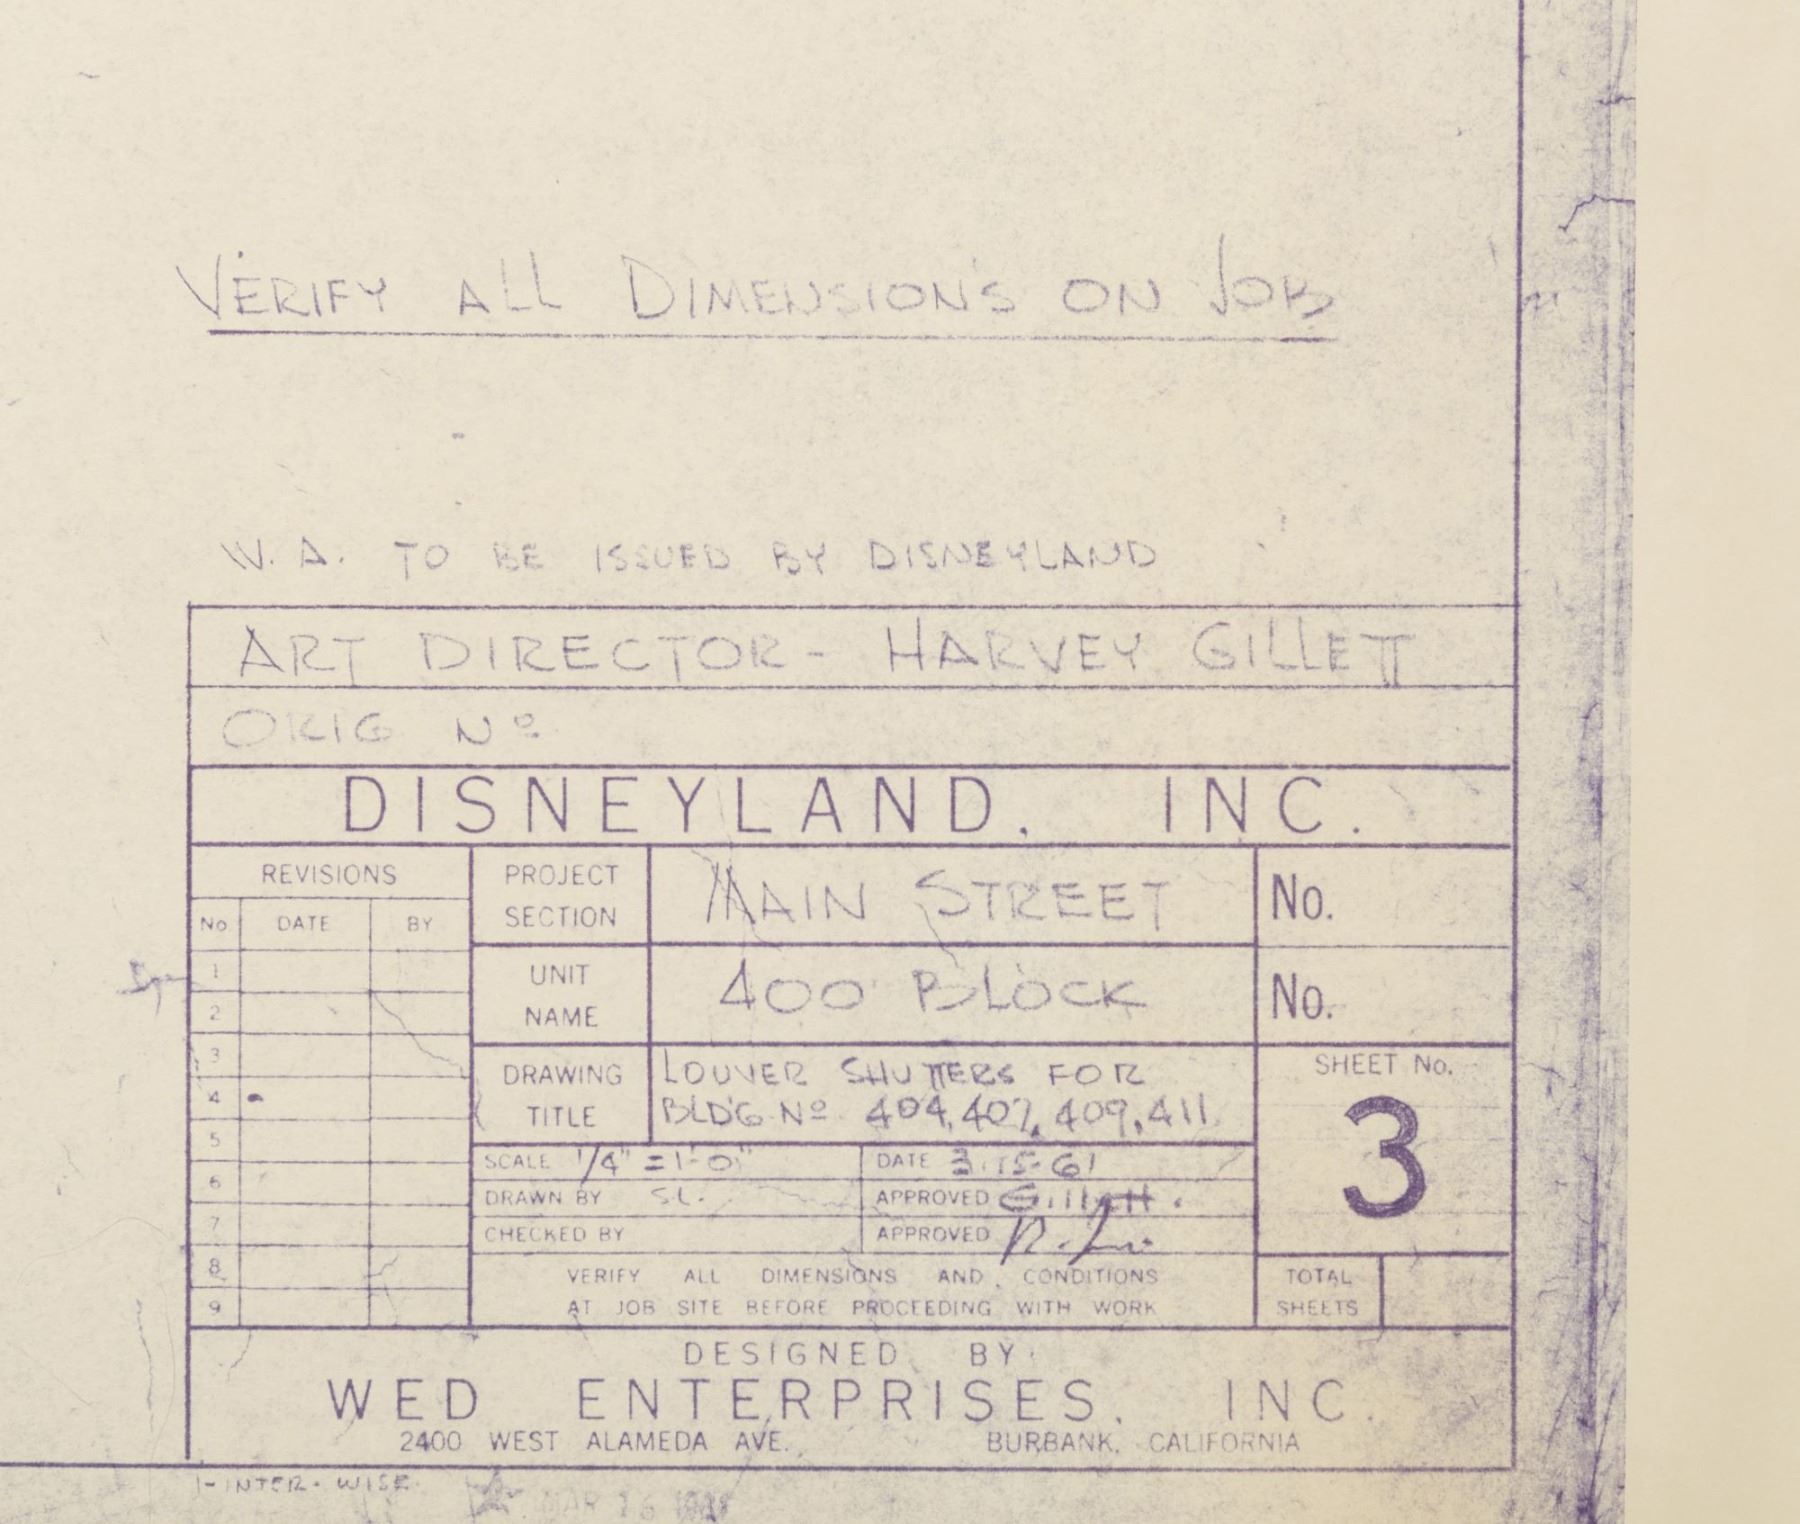 VERIFY ALL DIMENSIONS ON JOB
W. A. TO BE ISSUED BY DISNEYLAND
ART DIRECTOR - HARVEY GILLETT
ORIG Nº
DISNEYLAND, INC.
REVISIONS
No DATE BY
1
2
3
4
5
6
7
8
9
PROJECT SECTION MAIN STREET No.
UNIT NAME 400 BLOCK No.
DRAWING TITLE LOUVER SHUTTERS FOR
BLD'G Nº 404, 407, 409, 411.
SHEET No.
3
SCALE 1/4" = 1'-0" DATE 3-15-61
DRAWN BY SL. APPROVED Gillett.
CHECKED BY APPROVED
VERIFY ALL DIMENSIONS AND CONDITIONS
AT JOB SITE BEFORE PROCEEDING WITH WORK
TOTAL SHEETS
DESIGNED BY
WED ENTERPRISES, INC.
2400 WEST ALAMEDA AVE. BURBANK, CALIFORNIA
1-INTER-WISE
MAR 16